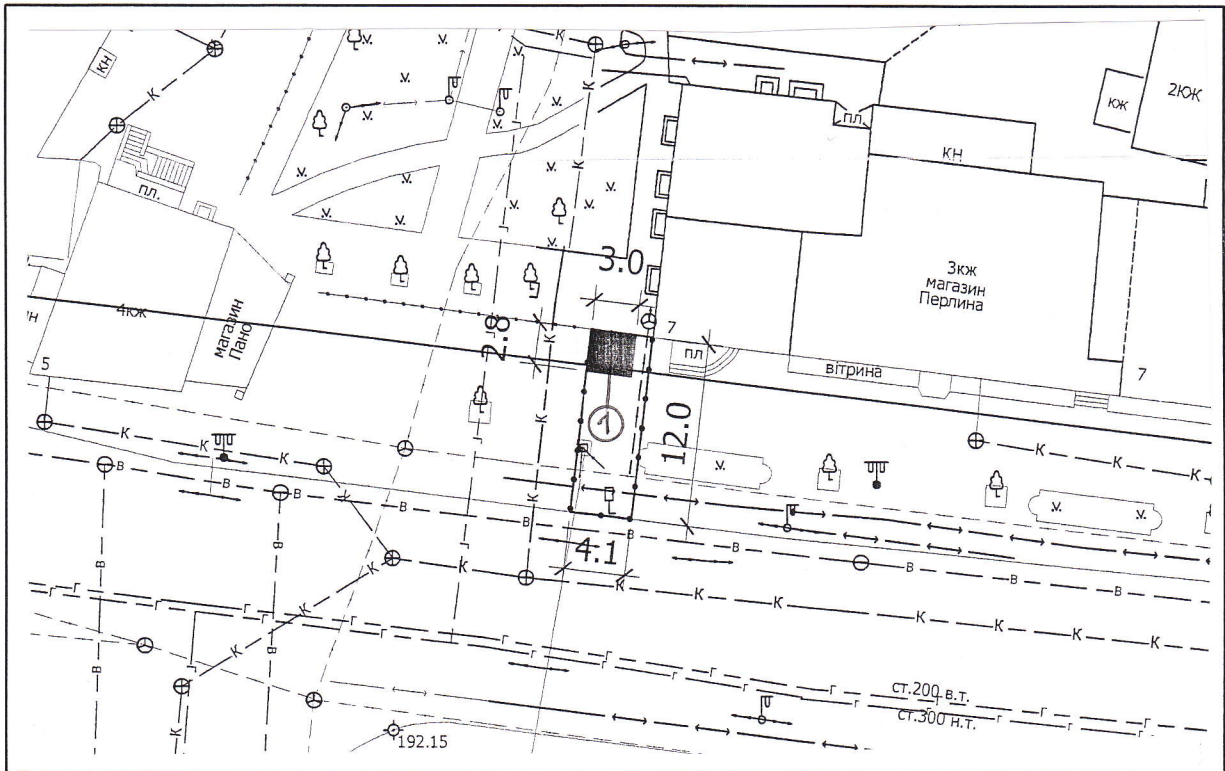 кн
К
К
Г
К
пл.
пл
кн
кж
2КЖ
3кж
магазин
Перлина
3.0
2.8
4кж
магазин
Пано
5
7
пл
вітрина
7
12.0
1
4.1
К
К
К
К
К
К
В
В
В
В
В
В
К
К
К
К
К
К
К
Г
Г
Г
Г
Г
Г
ст.200 в.т.
ст.300 н.т.
192.15